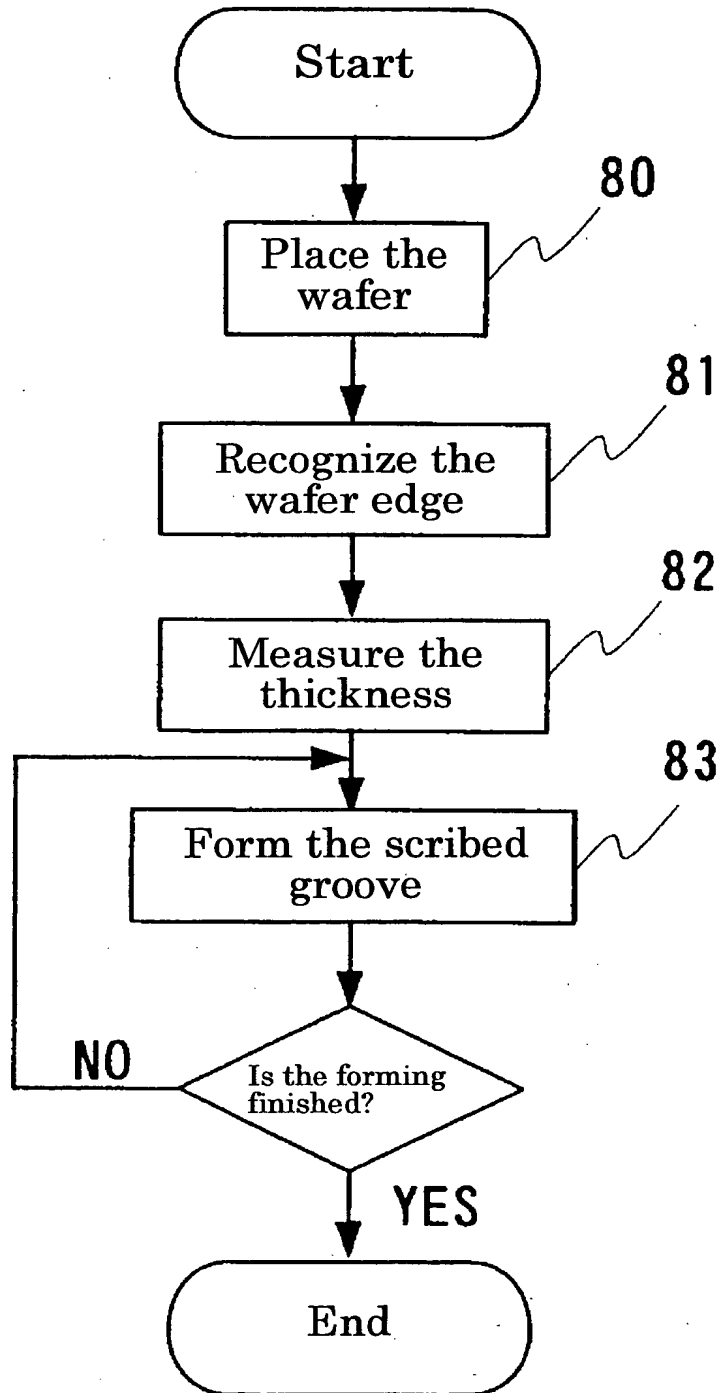 Start
80
Place the
wafer
81
Recognize the
wafer edge
82
Measure the
thickness
83
Form the scribed
groove
NO
Is the forming
finished?
YES
End